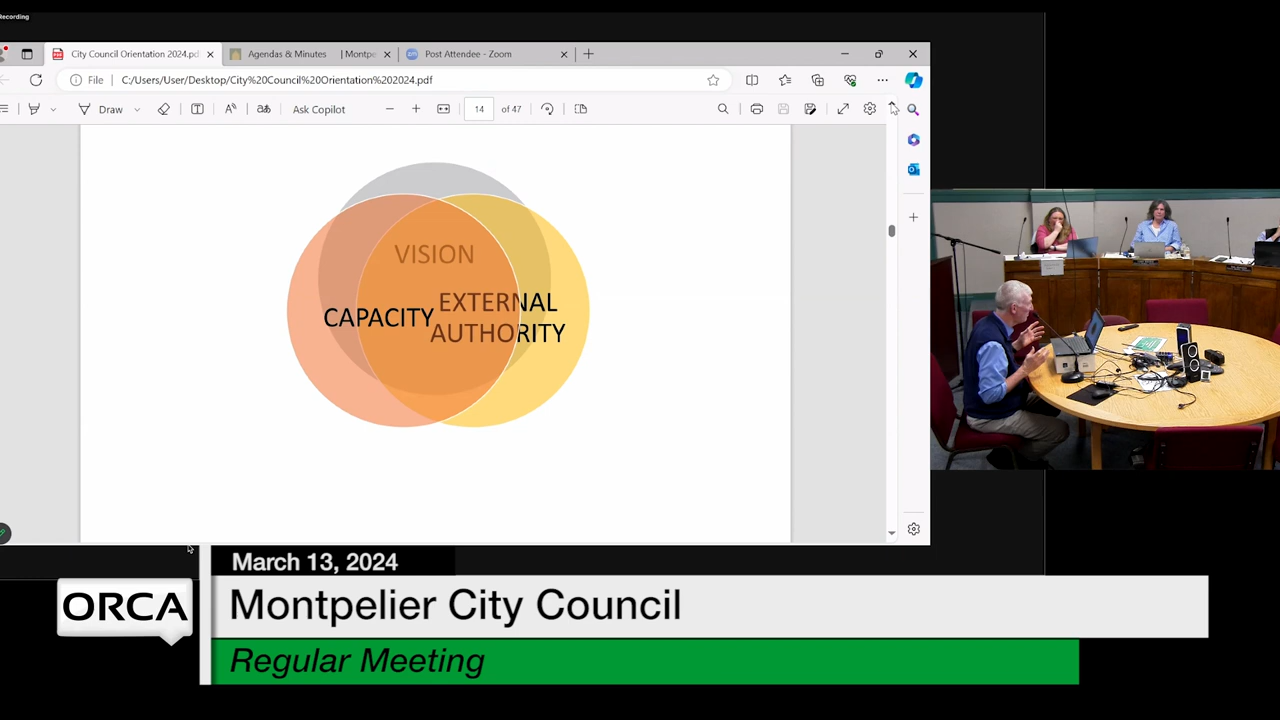 Recording
City Council Orientation 2024.pd
Agendas & Minutes | Montpe
Post Attendee - Zoom
File
C:/Users/User/Desktop/City%20Council%20Orientation%202024.pdf
Draw
Ask Copilot
14 of 47
VISION
CAPACITY
EXTERNAL
AUTHORITY
March 13, 2024
ORCA
Montpelier City Council
Regular Meeting